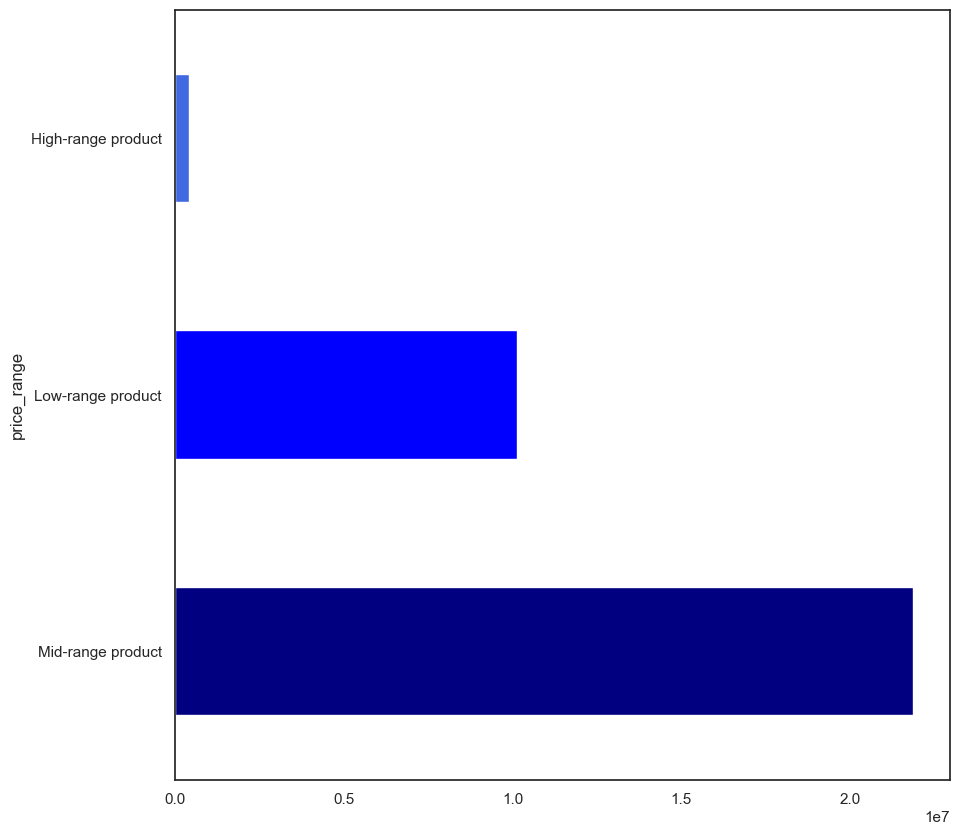 High-range product
Low-range product
Mid-range product
price_range
0.0 0.5 1.0 1.5 2.0
1e7